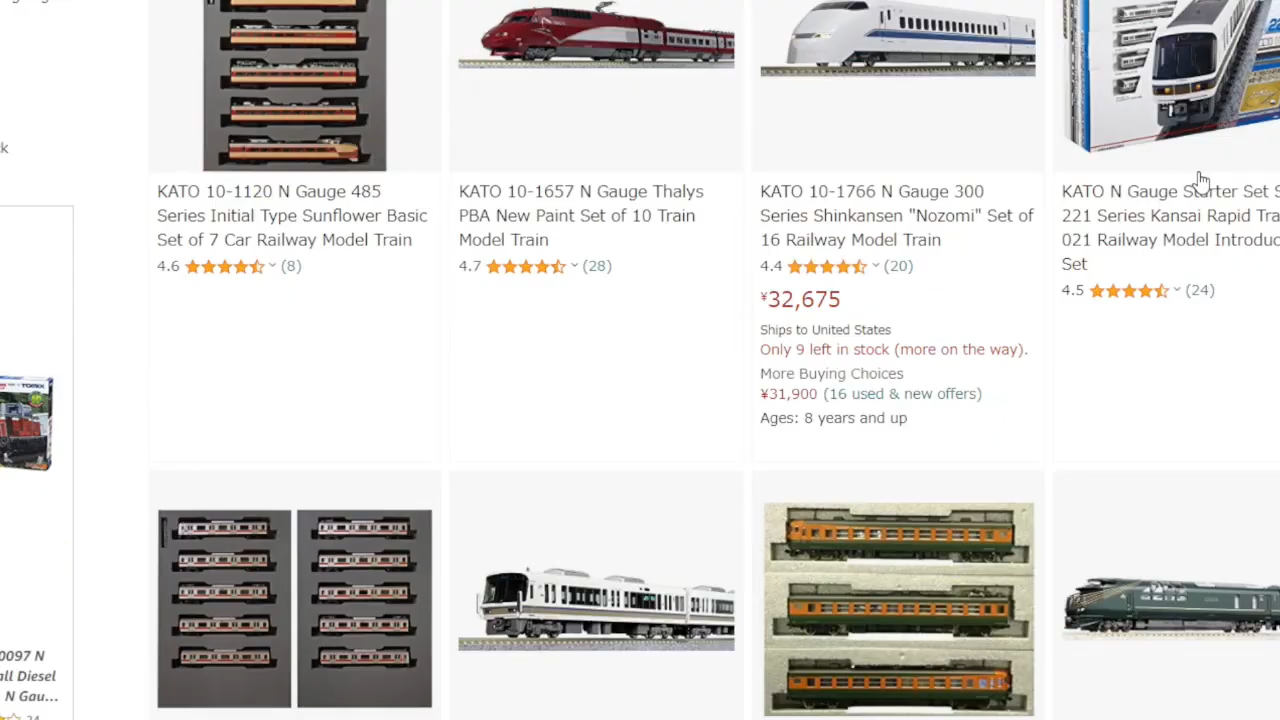 ck
KATO 10-1120 N Gauge 485
Series Initial Type Sunflower Basic
Set of 7 Car Railway Model Train
4.6 (8)
KATO 10-1657 N Gauge Thalys
PBA New Paint Set of 10 Train
Model Train
4.7 (28)
KATO 10-1766 N Gauge 300
Series Shinkansen "Nozomi" Set of
16 Railway Model Train
4.4 (20)
¥32,675
Ships to United States
Only 9 left in stock (more on the way).
More Buying Choices
¥31,900 (16 used & new offers)
Ages: 8 years and up
KATO N Gauge Starter Set S
221 Series Kansai Rapid Tra
021 Railway Model Introduc
Set
4.5 (24)
TOMIX
0097 N
all Diesel
N Gau...
24